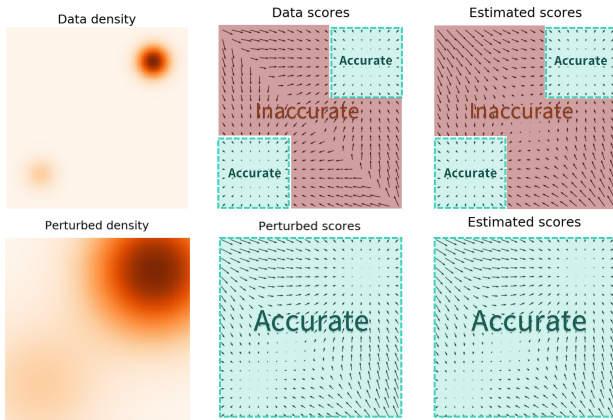 Data density
Data scores
Estimated scores
Accurate
Accurate
Inaccurate
Inaccurate
Accurate
Accurate
Perturbed density
Perturbed scores
Estimated scores
Accurate
Accurate